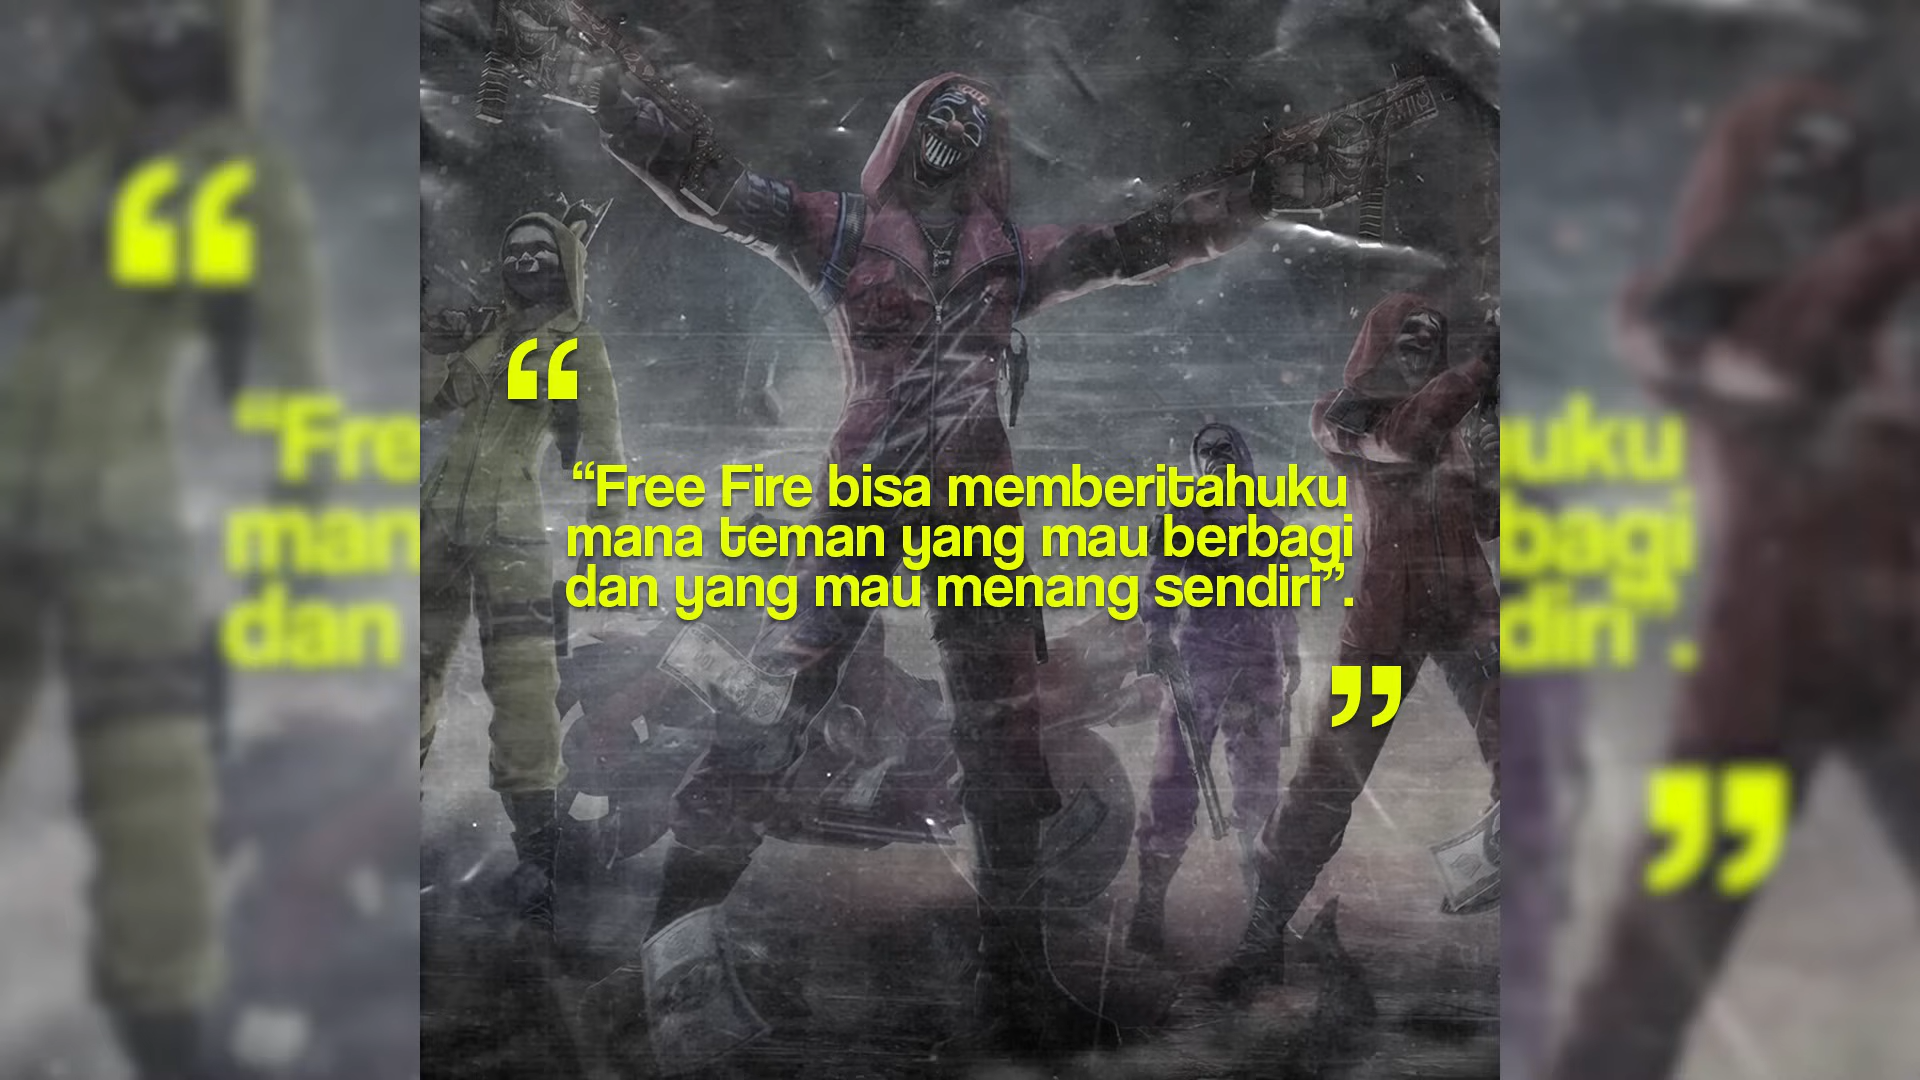 “
“Free Fire bisa memberitahuku
mana teman yang mau berbagi
dan yang mau menang sendiri”.
”